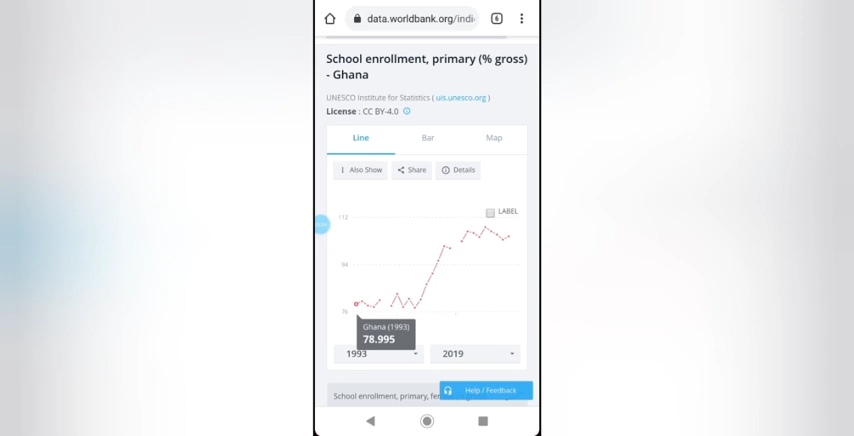 data.worldbank.org/indi
6
School enrollment, primary (% gross)
- Ghana
UNESCO Institute for Statistics ( uis.unesco.org )
License : CC BY-4.0
Line Bar Map
Also Show Share Details
LABEL
112
94
76
Ghana (1993)
78.995
1993 2019
Help / Feedback
School enrollment, primary, fem